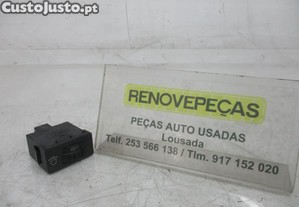 CustoJusto.pt
RENOVEPEÇAS
PEÇAS AUTO USADAS
Lousada
Telf. 253 566 138 / Tlm. 917 152 020